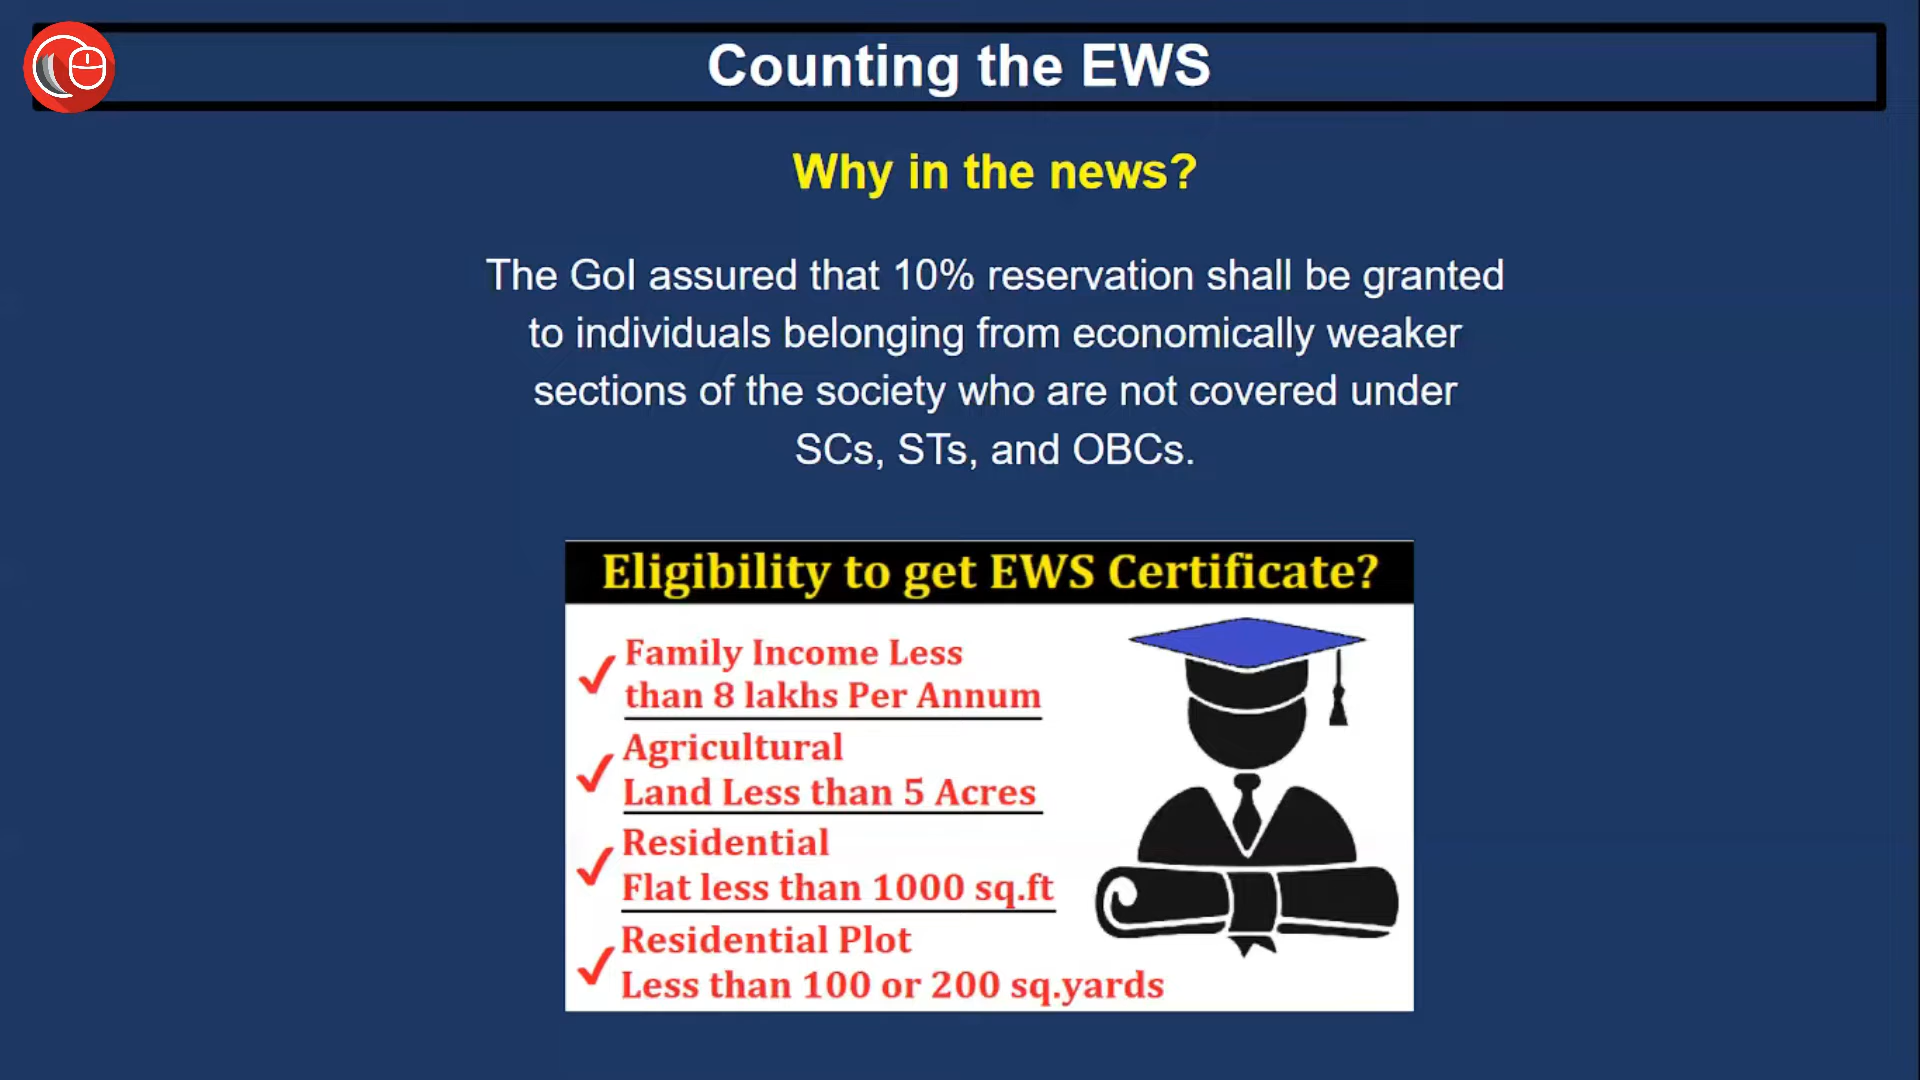 Counting the EWS
Why in the news?
The GoI assured that 10% reservation shall be granted
to individuals belonging from economically weaker
sections of the society who are not covered under
SCs, STs, and OBCs.
Eligibility to get EWS Certificate?
Family Income Less
than 8 lakhs Per Annum
Agricultural
Land Less than 5 Acres
Residential
Flat less than 1000 sq.ft
Residential Plot
Less than 100 or 200 sq.yards